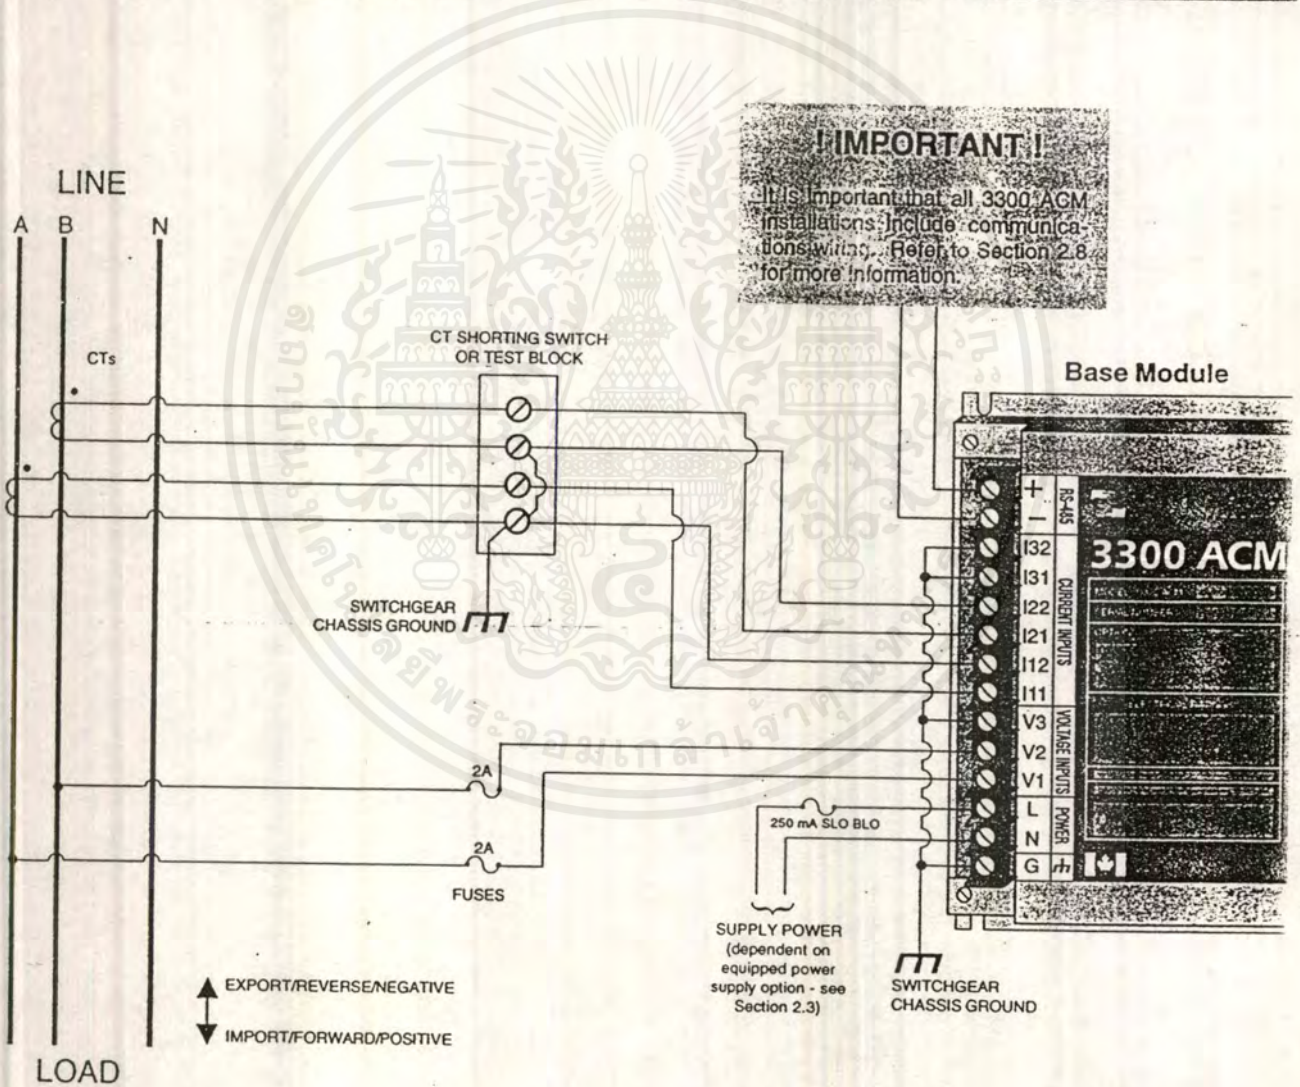 ! IMPORTANT !
It is Important that all 3300 ACM
installations Include communica-
tions wiring. Refer to Section 2.8
for more information.
LINE
A B N
CTs
CT SHORTING SWITCH
OR TEST BLOCK
Base Module
+
-
RS-485
I32
I31
I22
I21
I12
I11
CURRENT INPUTS
V3
V2
V1
VOLTAGE INPUTS
L
N
G
POWER
3300 ACM
SWITCHGEAR
CHASSIS GROUND
2A
2A
FUSES
250 mA SLO BLO
SUPPLY POWER
(dependent on
equipped power
supply option - see
Section 2.3)
SWITCHGEAR
CHASSIS GROUND
EXPORT/REVERSE/NEGATIVE
IMPORT/FORWARD/POSITIVE
LOAD